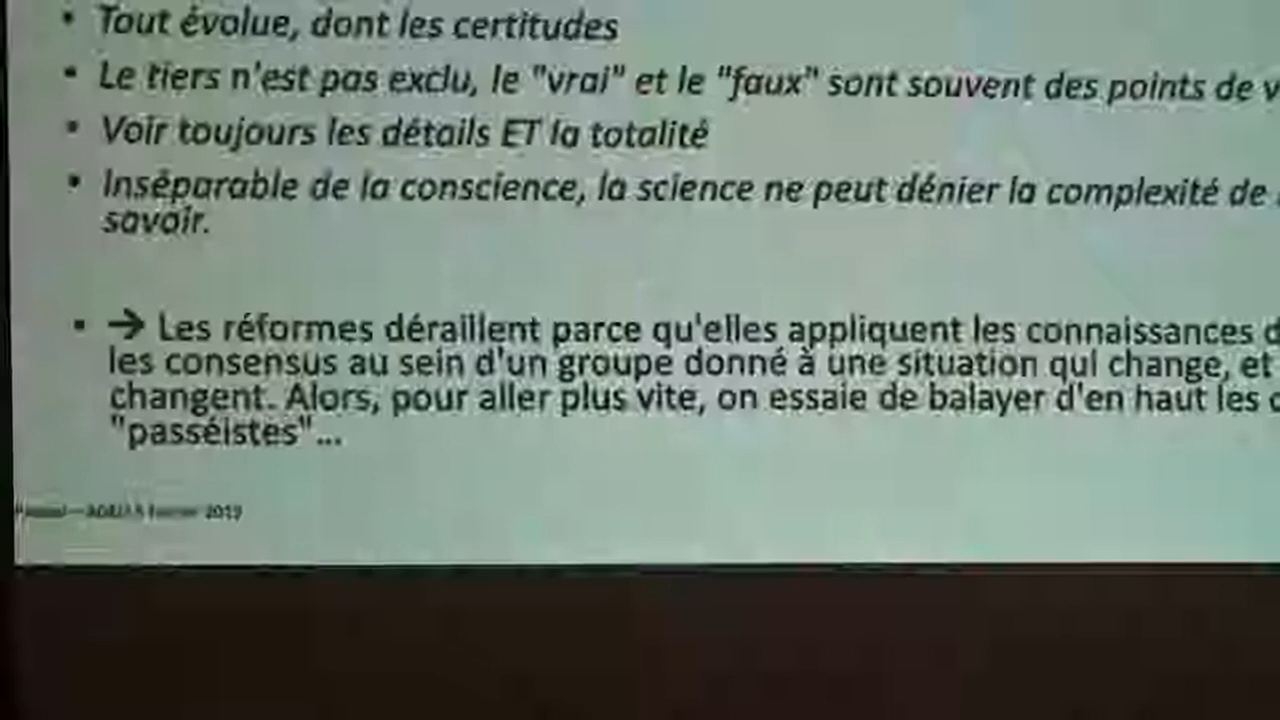 • Tout évolue, dont les certitudes
• Le tiers n'est pas exclu, le "vrai" et le "faux" sont souvent des points de v
• Voir toujours les détails ET la totalité
• Inséparable de la conscience, la science ne peut dénier la complexité de
savoir.
• → Les réformes déraillent parce qu'elles appliquent les connaissances
les consensus au sein d'un groupe donné à une situation qui change, et
changent. Alors, pour aller plus vite, on essaie de balayer d'en haut les
"passéistes"...
2019